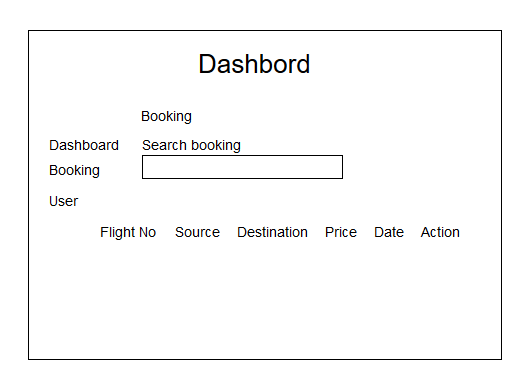 Dashbord
Booking
Dashboard Search booking
Booking
User
Flight No Source Destination Price Date Action